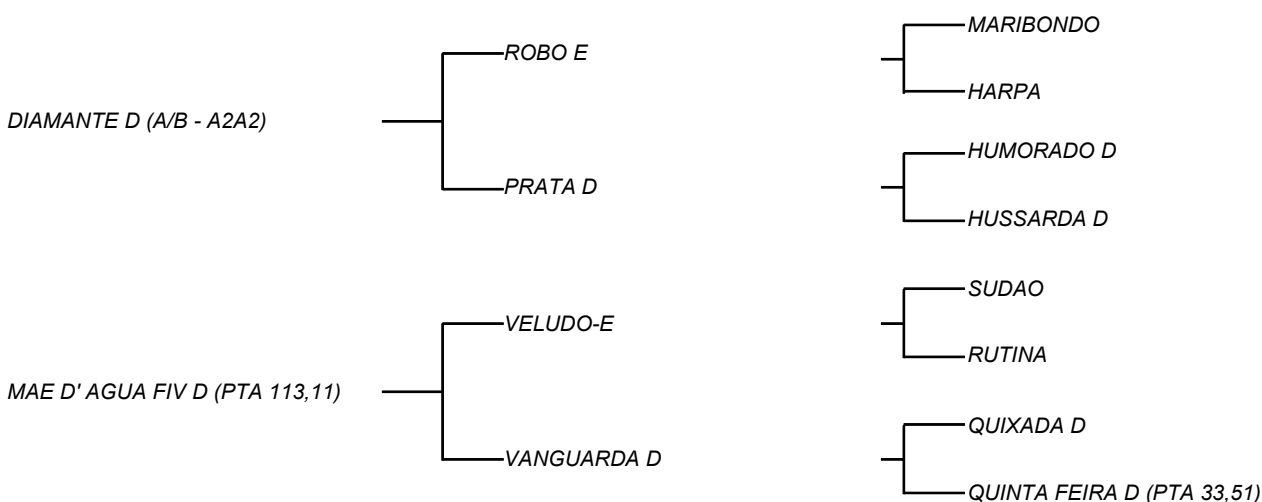 MARIBONDO
ROBO E
HARPA
DIAMANTE D (A/B - A2A2)
HUMORADO D
PRATA D
HUSSARDA D
SUDAO
VELUDO-E
RUTINA
MAE D' AGUA FIV D (PTA 113,11)
QUIXADA D
VANGUARDA D
QUINTA FEIRA D (PTA 33,51)